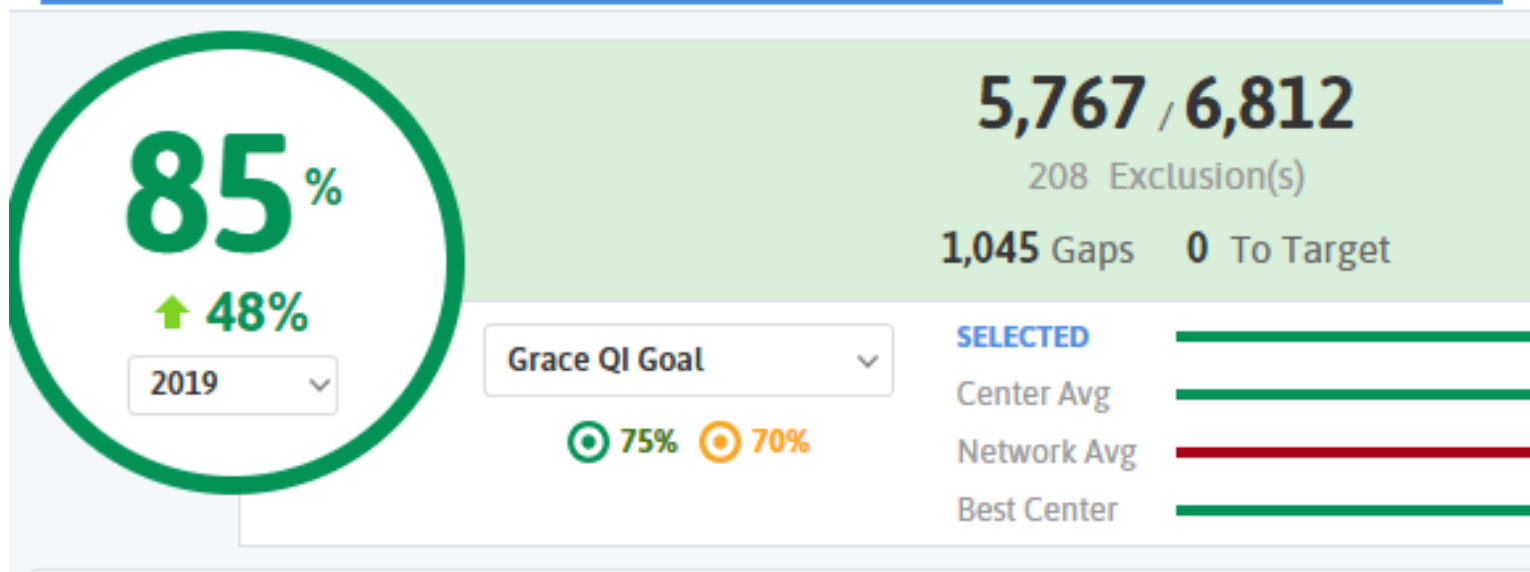 85%
48%
2019
5,767 / 6,812
208 Exclusion(s)
1,045 Gaps 0 To Target
Grace QI Goal
75% 70%
SELECTED
Center Avg
Network Avg
Best Center